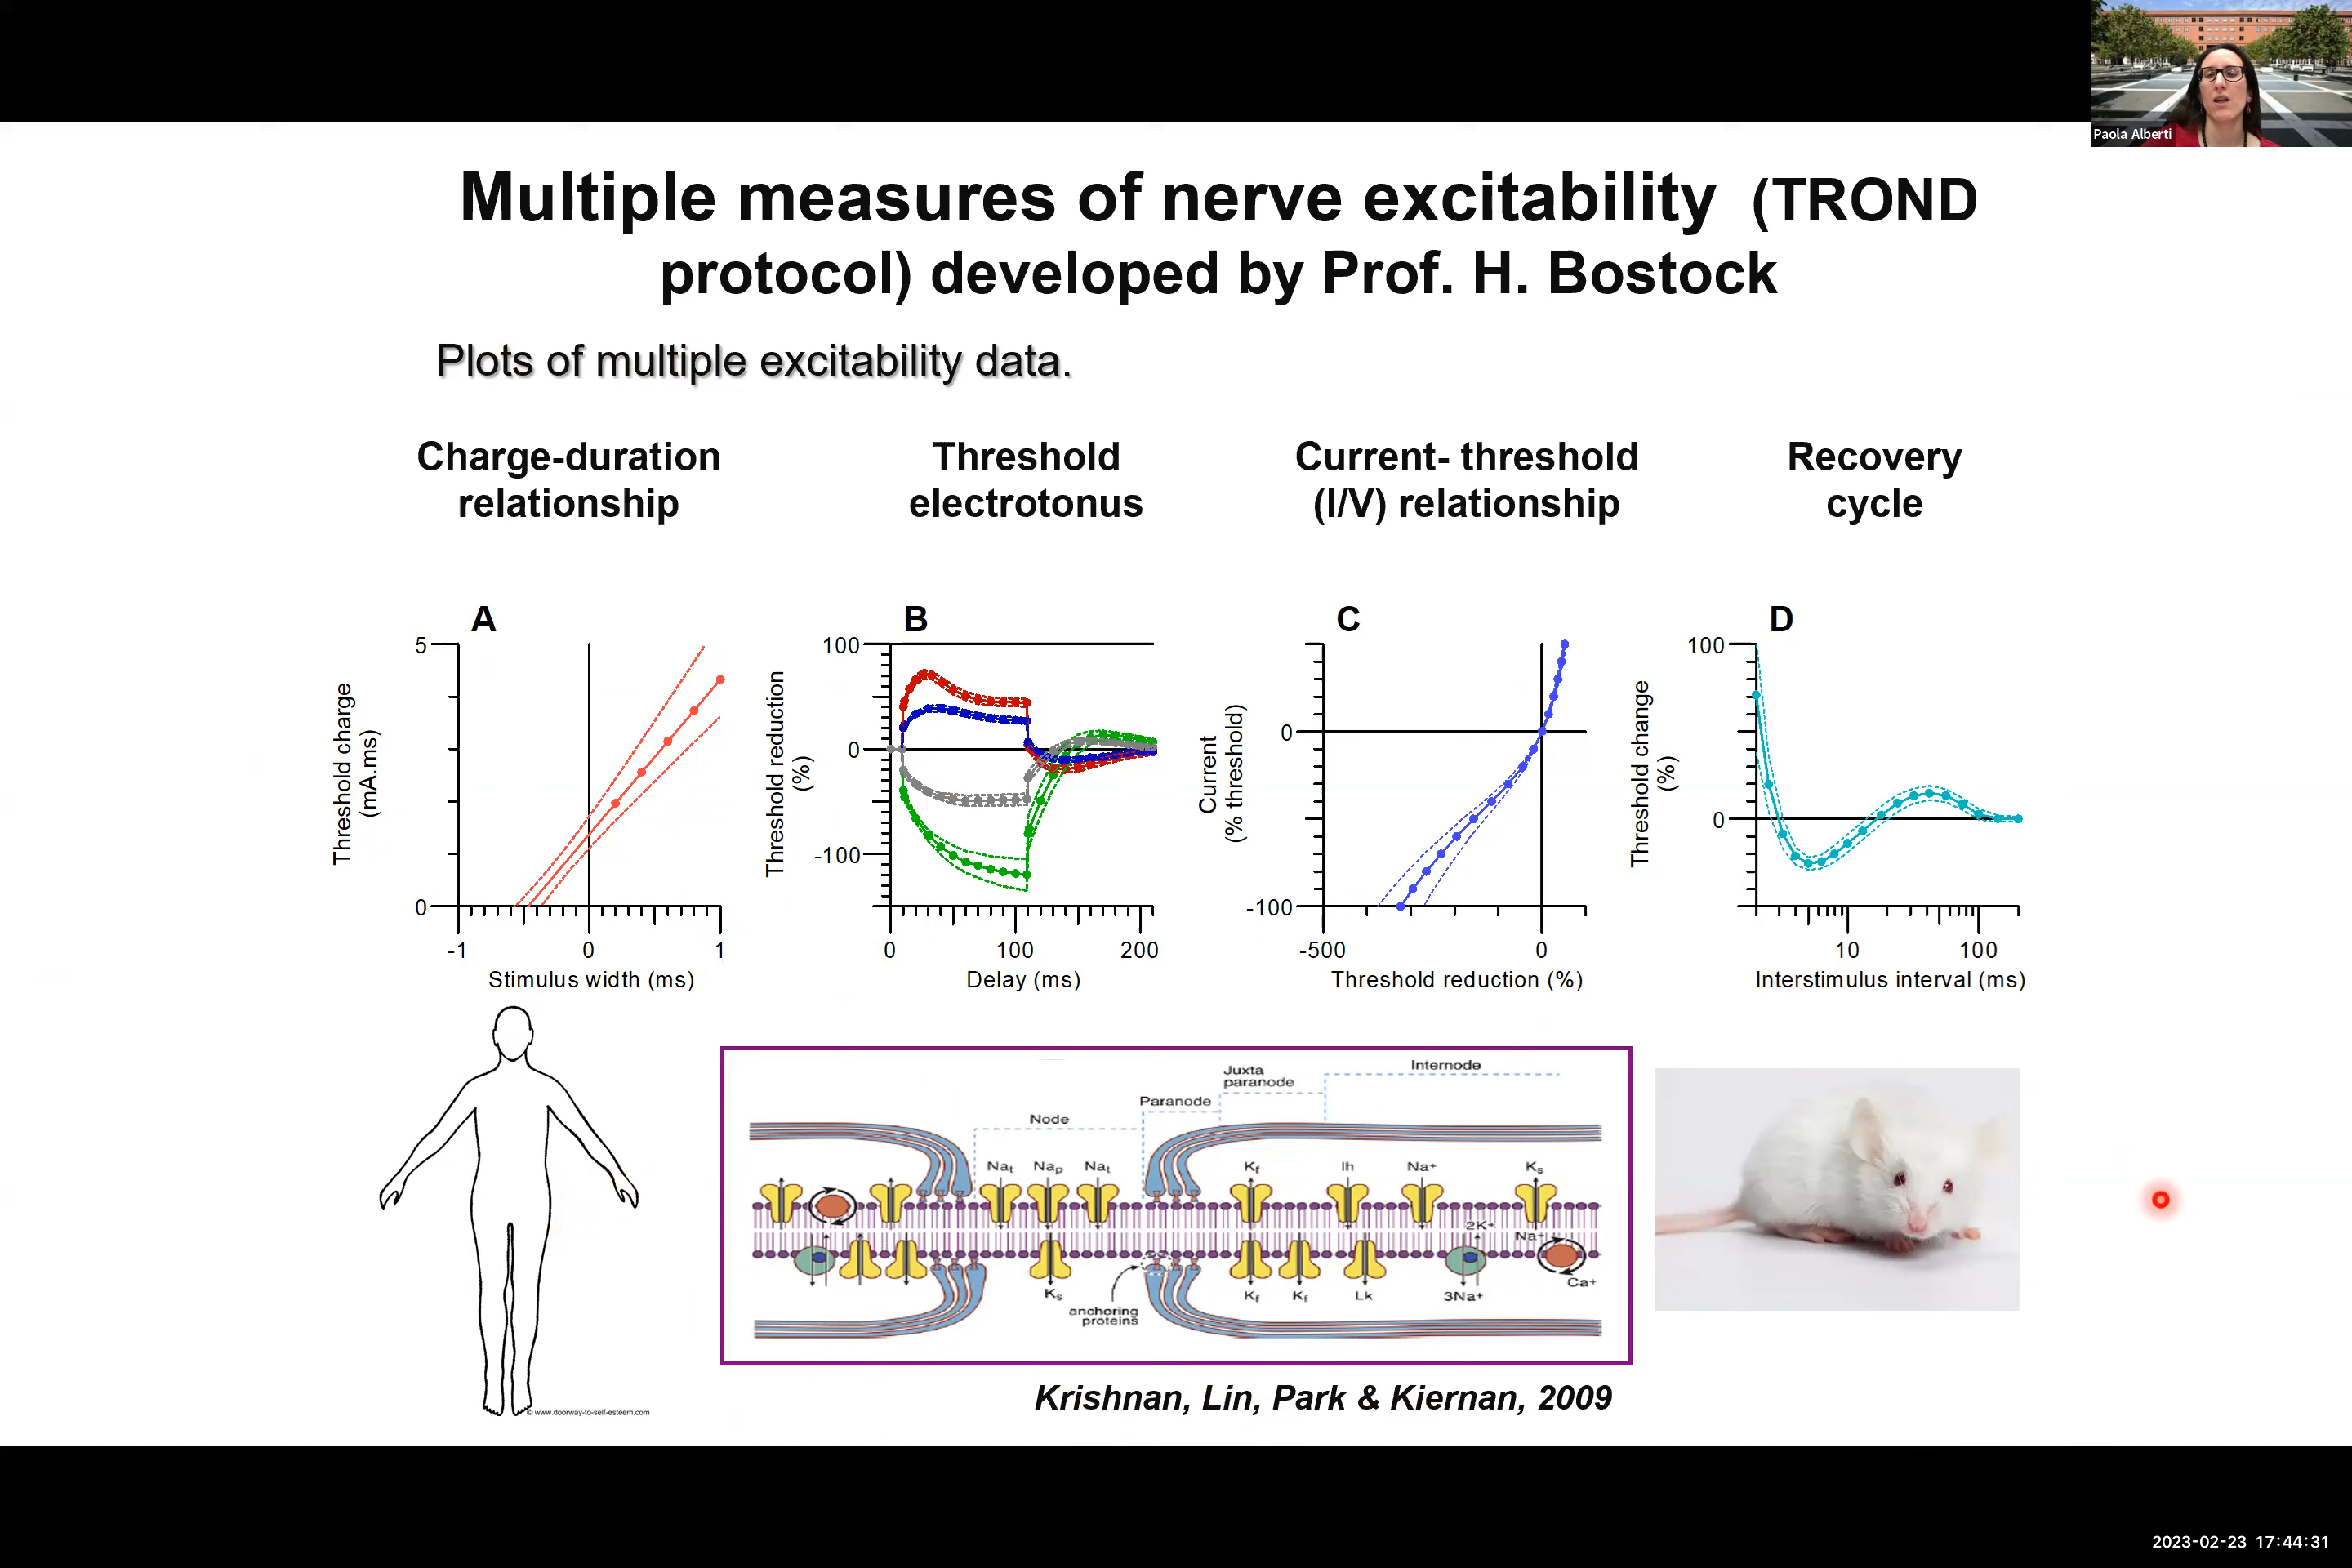 Paola Alberti
Multiple measures of nerve excitability (TROND
protocol) developed by Prof. H. Bostock
Plots of multiple excitability data.
Charge-duration
relationship
Threshold
electrotonus
Current- threshold
(I/V) relationship
Recovery
cycle
A
5
0
-1
0
1
Threshold charge
(mA.ms)
Stimulus width (ms)
B
100
0
-100
0
100
200
Threshold reduction
(%)
Delay (ms)
C
0
-100
-500
0
Current
(% threshold)
Threshold reduction (%)
D
100
0
10
100
Threshold change
(%)
Interstimulus interval (ms)
© www.doorway-to-self-esteem.com
Internode
Juxta
paranode
Paranode
Node
Nat
Nap
Nat
Kf
Ih
Na+
Ks
2K+
Na+
Ca+
Ks
Kf
Kf
Lk
3Na+
anchoring
proteins
Krishnan, Lin, Park & Kiernan, 2009
2023-02-23 17:44:31